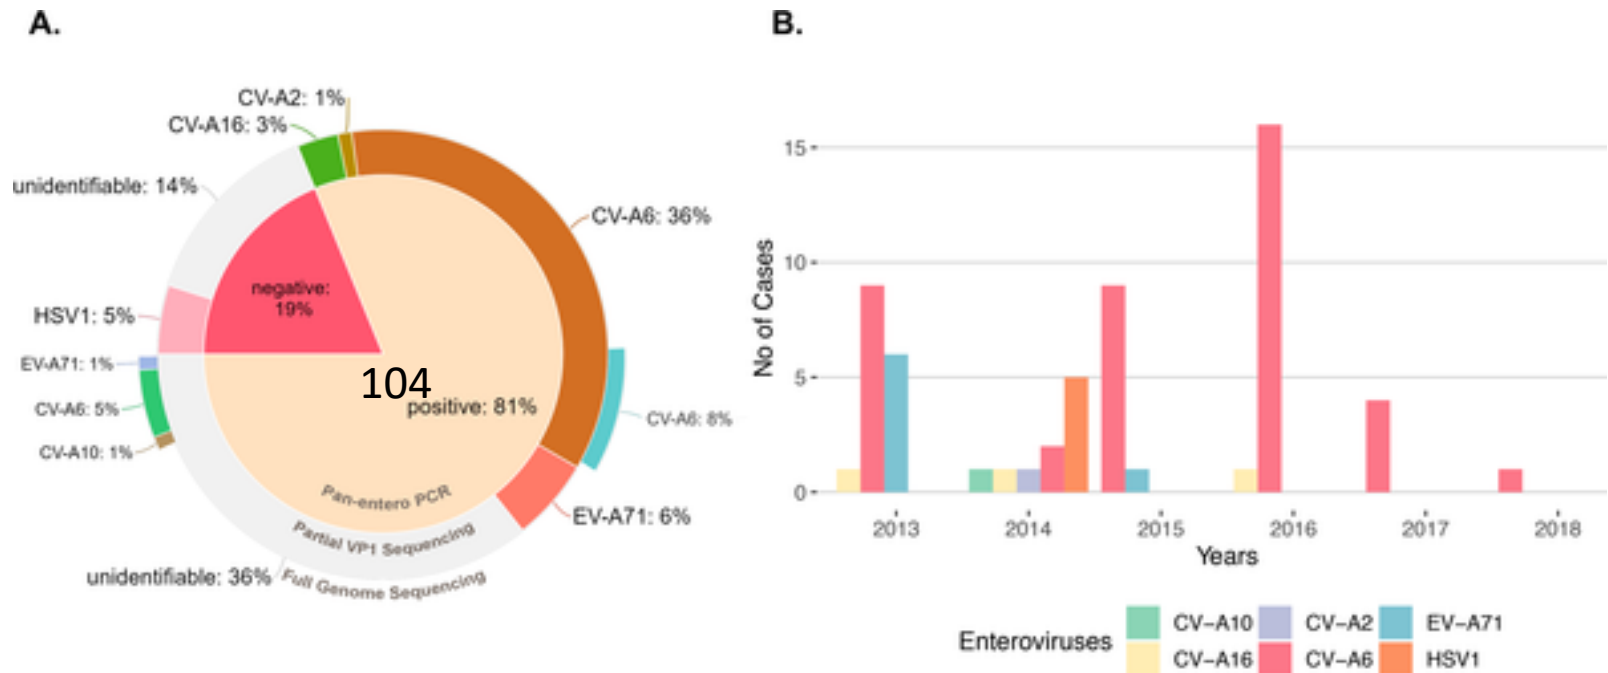 A.
CV-A2: 1%
CV-A16: 3%
unidentifiable: 14%
CV-A6: 36%
negative:
19%
HSV1: 5%
EV-A71: 1%
104
positive: 81%
CV-A6: 5%
CV-A6: 8%
CV-A10: 1%
Pan-entero PCR
EV-A71: 6%
Partial VP1 Sequencing
unidentifiable: 36%
Full Genome Sequencing
B.
No of Cases
15
10
5
0
2013 2014 2015 2016 2017 2018
Years
Enteroviruses
CV-A10 CV-A2 EV-A71
CV-A16 CV-A6 HSV1